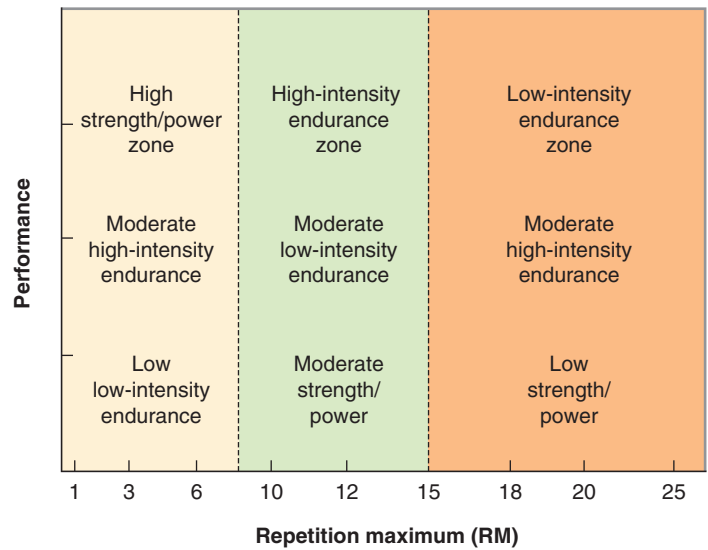 Performance
High
strength/power
zone
High-intensity
endurance
zone
Low-intensity
endurance
zone
Moderate
high-intensity
endurance
Moderate
low-intensity
endurance
Moderate
high-intensity
endurance
Low
low-intensity
endurance
Moderate
strength/
power
Low
strength/
power
1 3 6 10 12 15 18 20 25
Repetition maximum (RM)